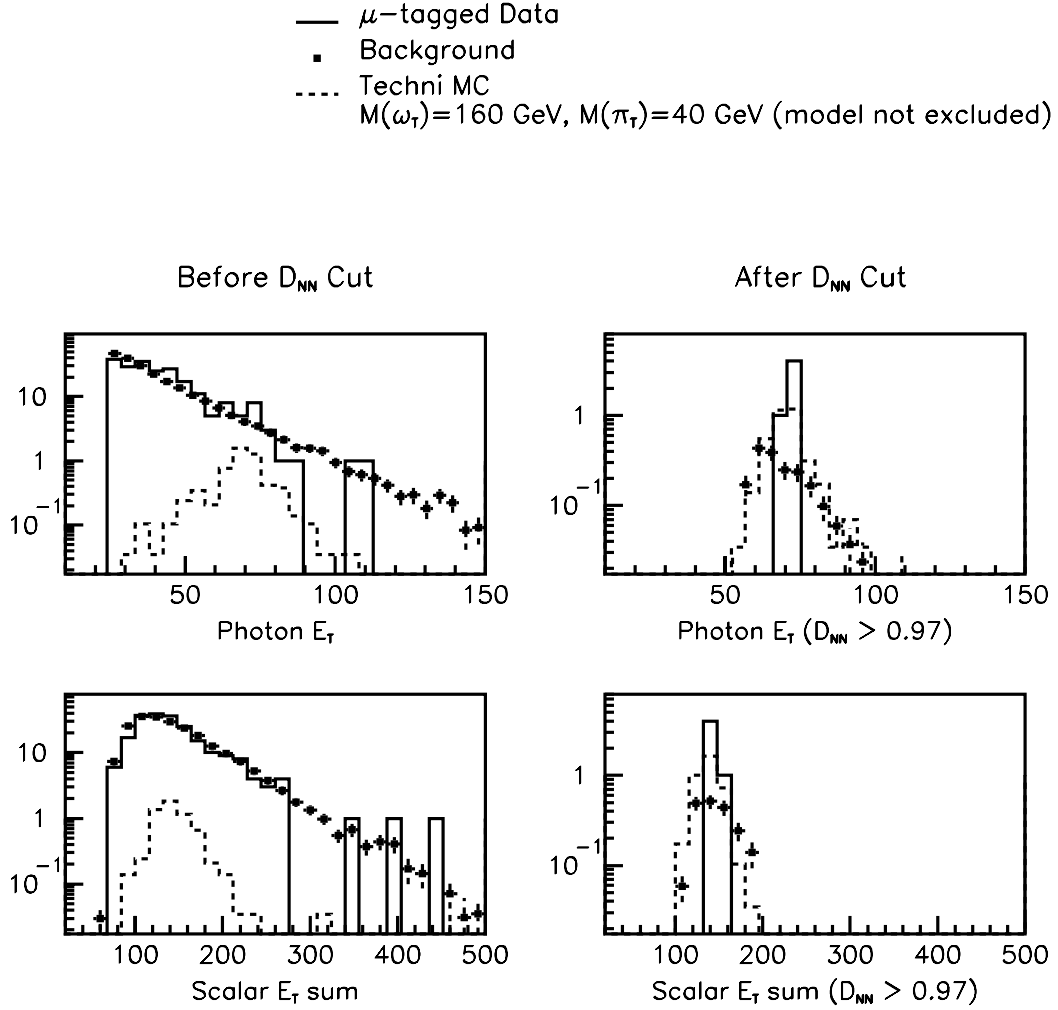 μ-tagged Data
Background
Techni MC
M(ω_T)=160 GeV, M(π_T)=40 GeV (model not excluded)
Before D_NN Cut
After D_NN Cut
10
1
10^-1
50 100 150
Photon E_T
1
10^-1
50 100 150
Photon E_T (D_NN > 0.97)
10
1
10^-1
100 200 300 400 500
Scalar E_T sum
1
10^-1
100 200 300 400 500
Scalar E_T sum (D_NN > 0.97)